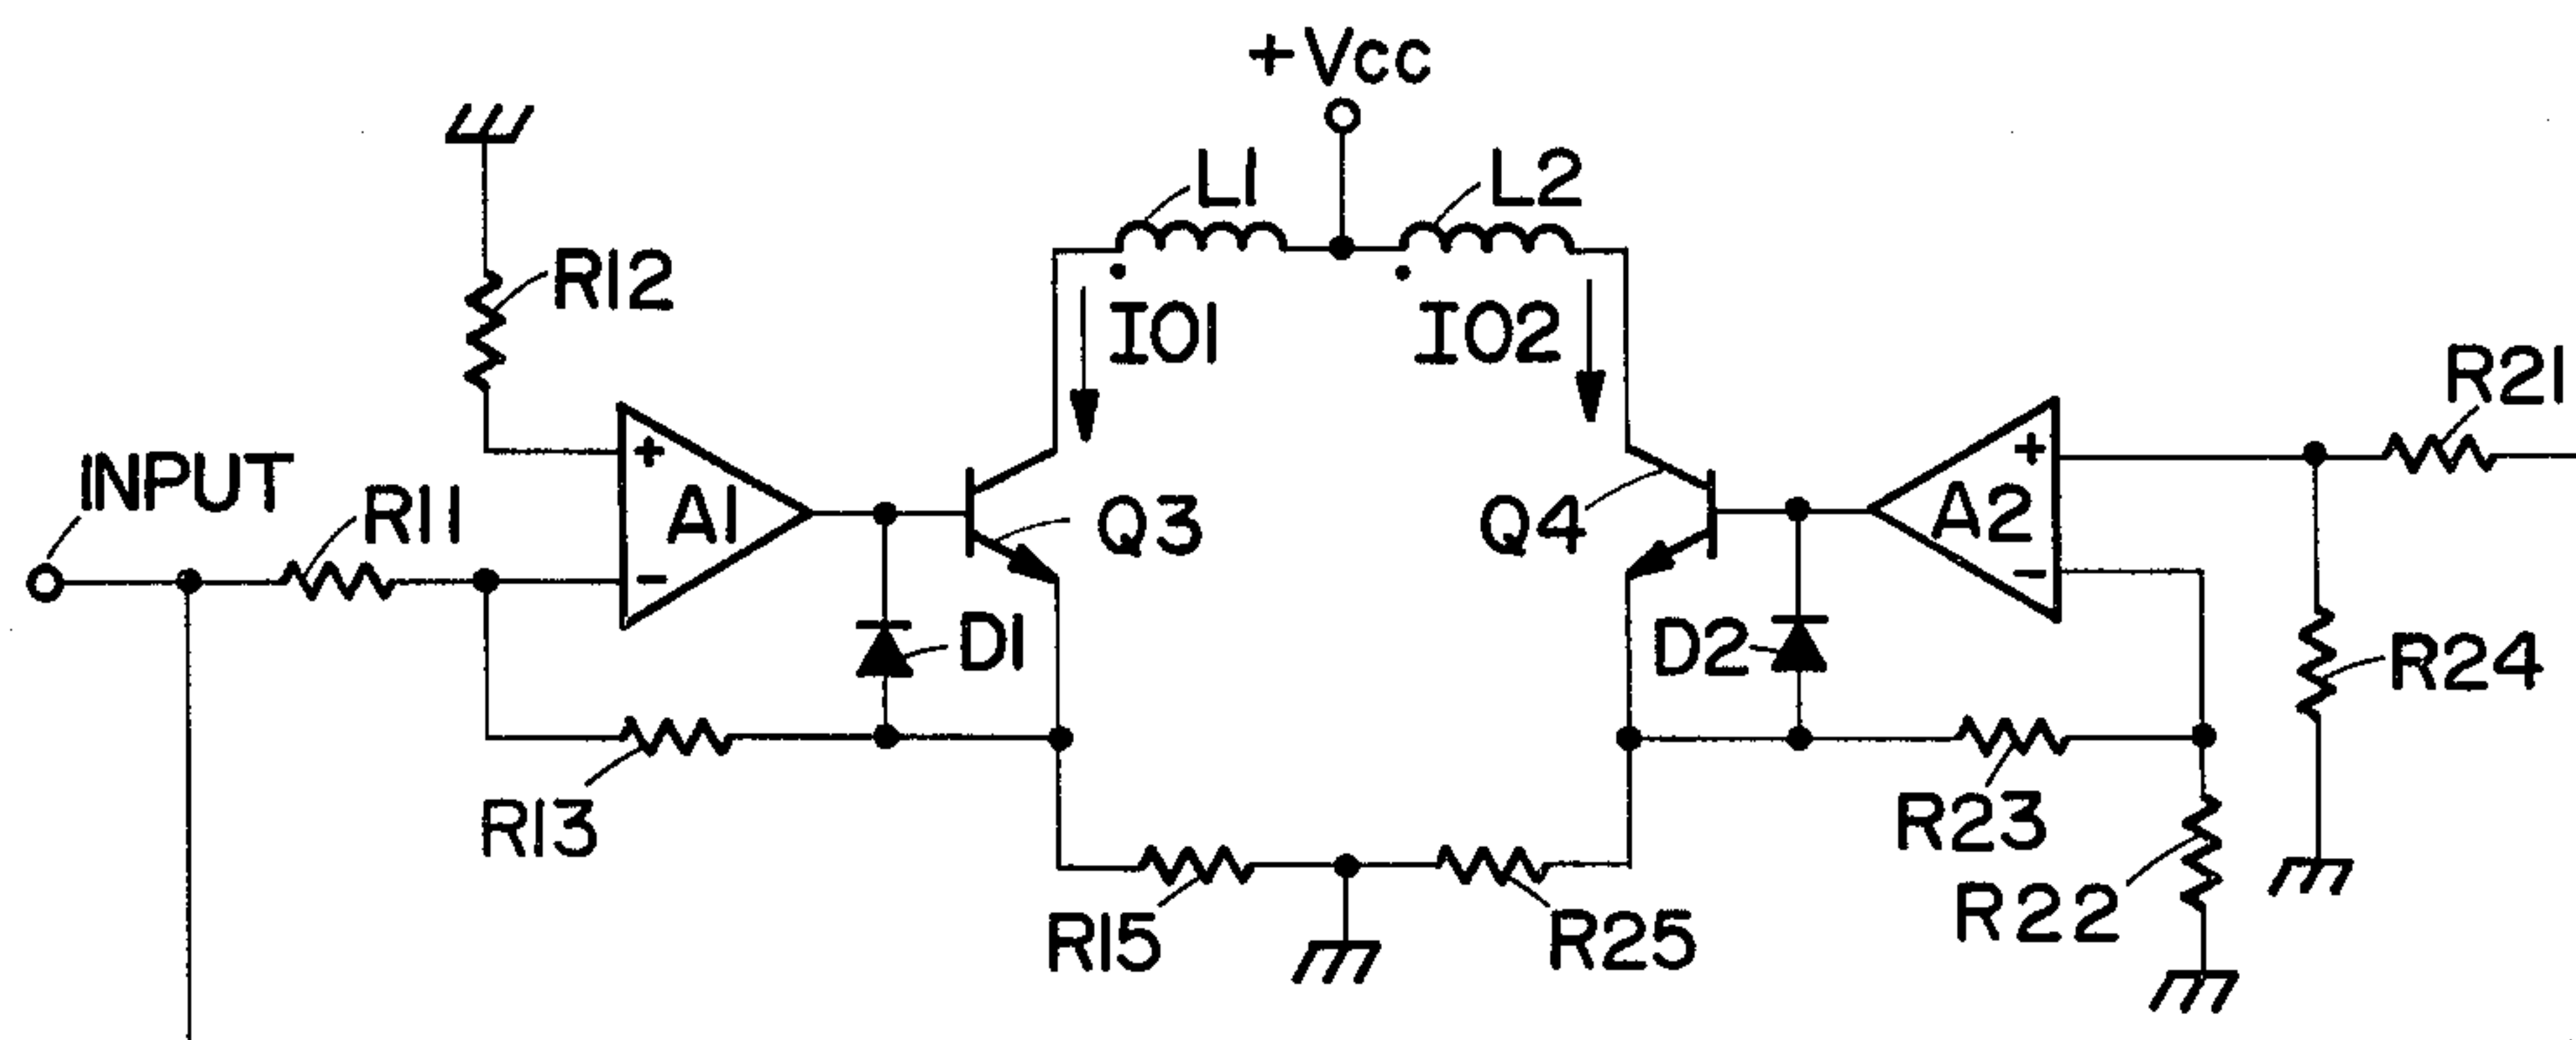 +Vcc
L1
L2
R12
IO1
IO2
R21
INPUT
R11
+
A1
-
Q3
Q4
A2
+
-
D1
D2
R24
R13
R23
R22
R15
R25